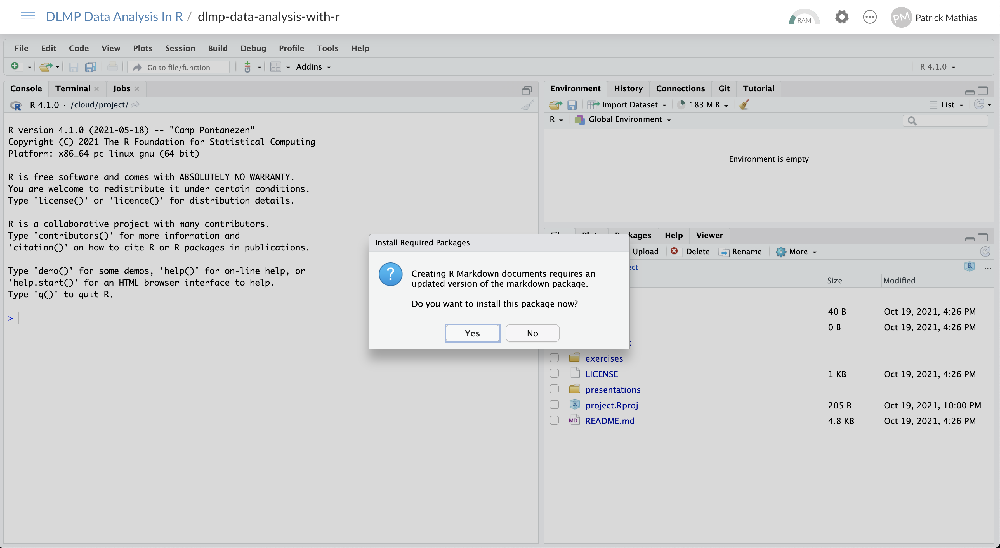 DLMP Data Analysis In R / dlmp-data-analysis-with-r
RAM
PM Patrick Mathias
File Edit Code View Plots Session Build Debug Profile Tools Help
Go to file/function
Git
Addins
R 4.1.0
Console Terminal Jobs
R 4.1.0 · /cloud/project/
R version 4.1.0 (2021-05-18) -- "Camp Pontanezen"
Copyright (C) 2021 The R Foundation for Statistical Computing
Platform: x86_64-pc-linux-gnu (64-bit)
R is free software and comes with ABSOLUTELY NO WARRANTY.
You are welcome to redistribute it under certain conditions.
Type 'license()' or 'licence()' for distribution details.
R is a collaborative project with many contributors.
Type 'contributors()' for more information and
'citation()' on how to cite R or R packages in publications.
Type 'demo()' for some demos, 'help()' for on-line help, or
'help.start()' for an HTML browser interface to help.
Type 'q()' to quit R.
>
Environment History Connections Git Tutorial
Import Dataset 183 MiB List
R Global Environment
Environment is empty
Help Viewer
Upload Delete Rename More
...
Size Modified
40 B Oct 19, 2021, 4:26 PM
0 B Oct 19, 2021, 4:26 PM
exercises
LICENSE 1 KB Oct 19, 2021, 4:26 PM
presentations
project.Rproj 205 B Oct 19, 2021, 10:00 PM
MD README.md 4.8 KB Oct 19, 2021, 4:26 PM
Install Required Packages
Creating R Markdown documents requires an
updated version of the markdown package.
Do you want to install this package now?
Yes No